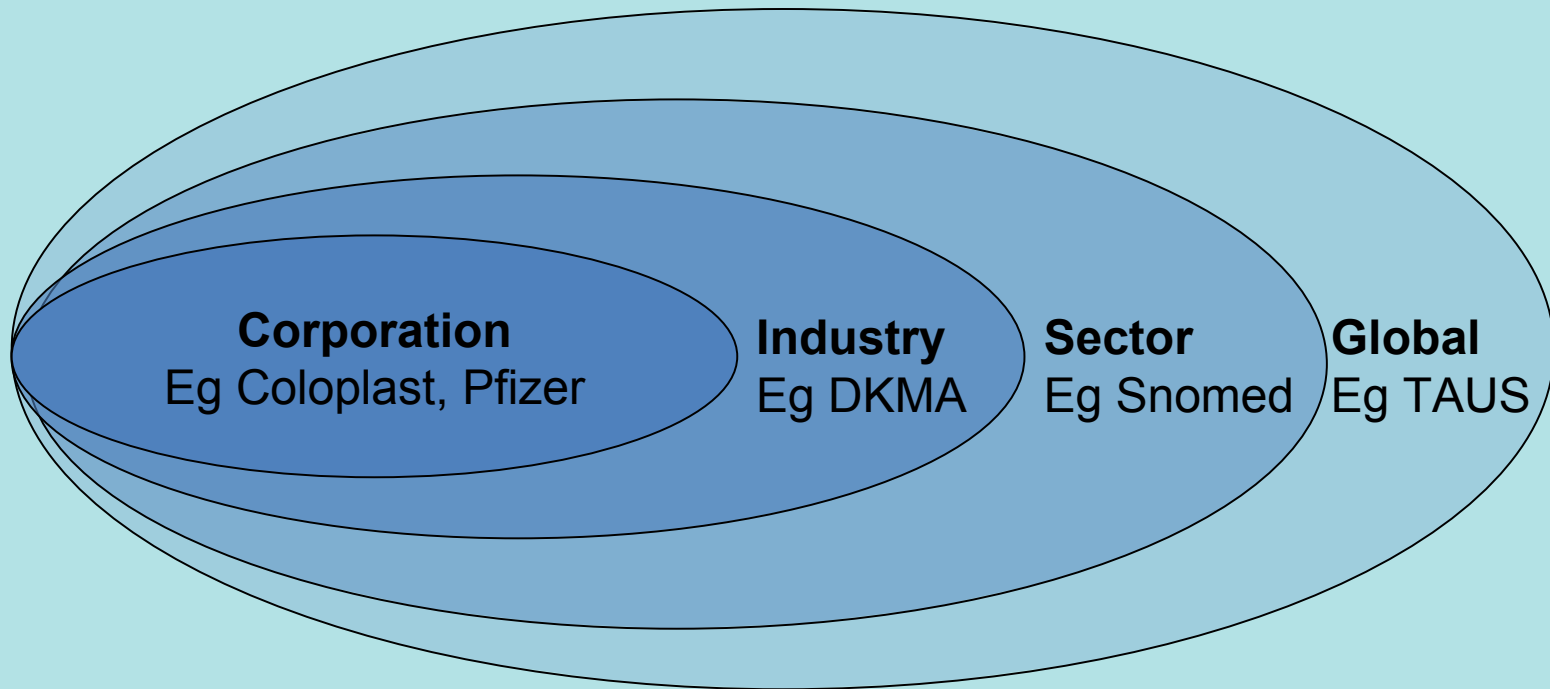 Corporation
Eg Coloplast, Pfizer
Industry
Eg DKMA
Sector
Eg Snomed
Global
Eg TAUS